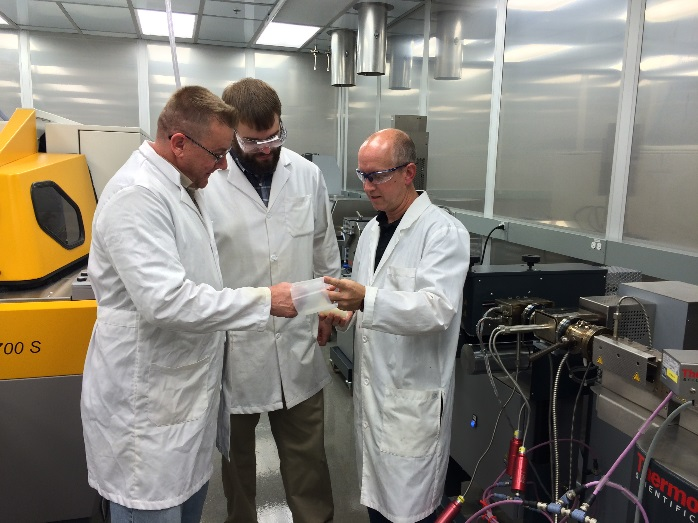 700 S
Thermo
SCIENTIFIC